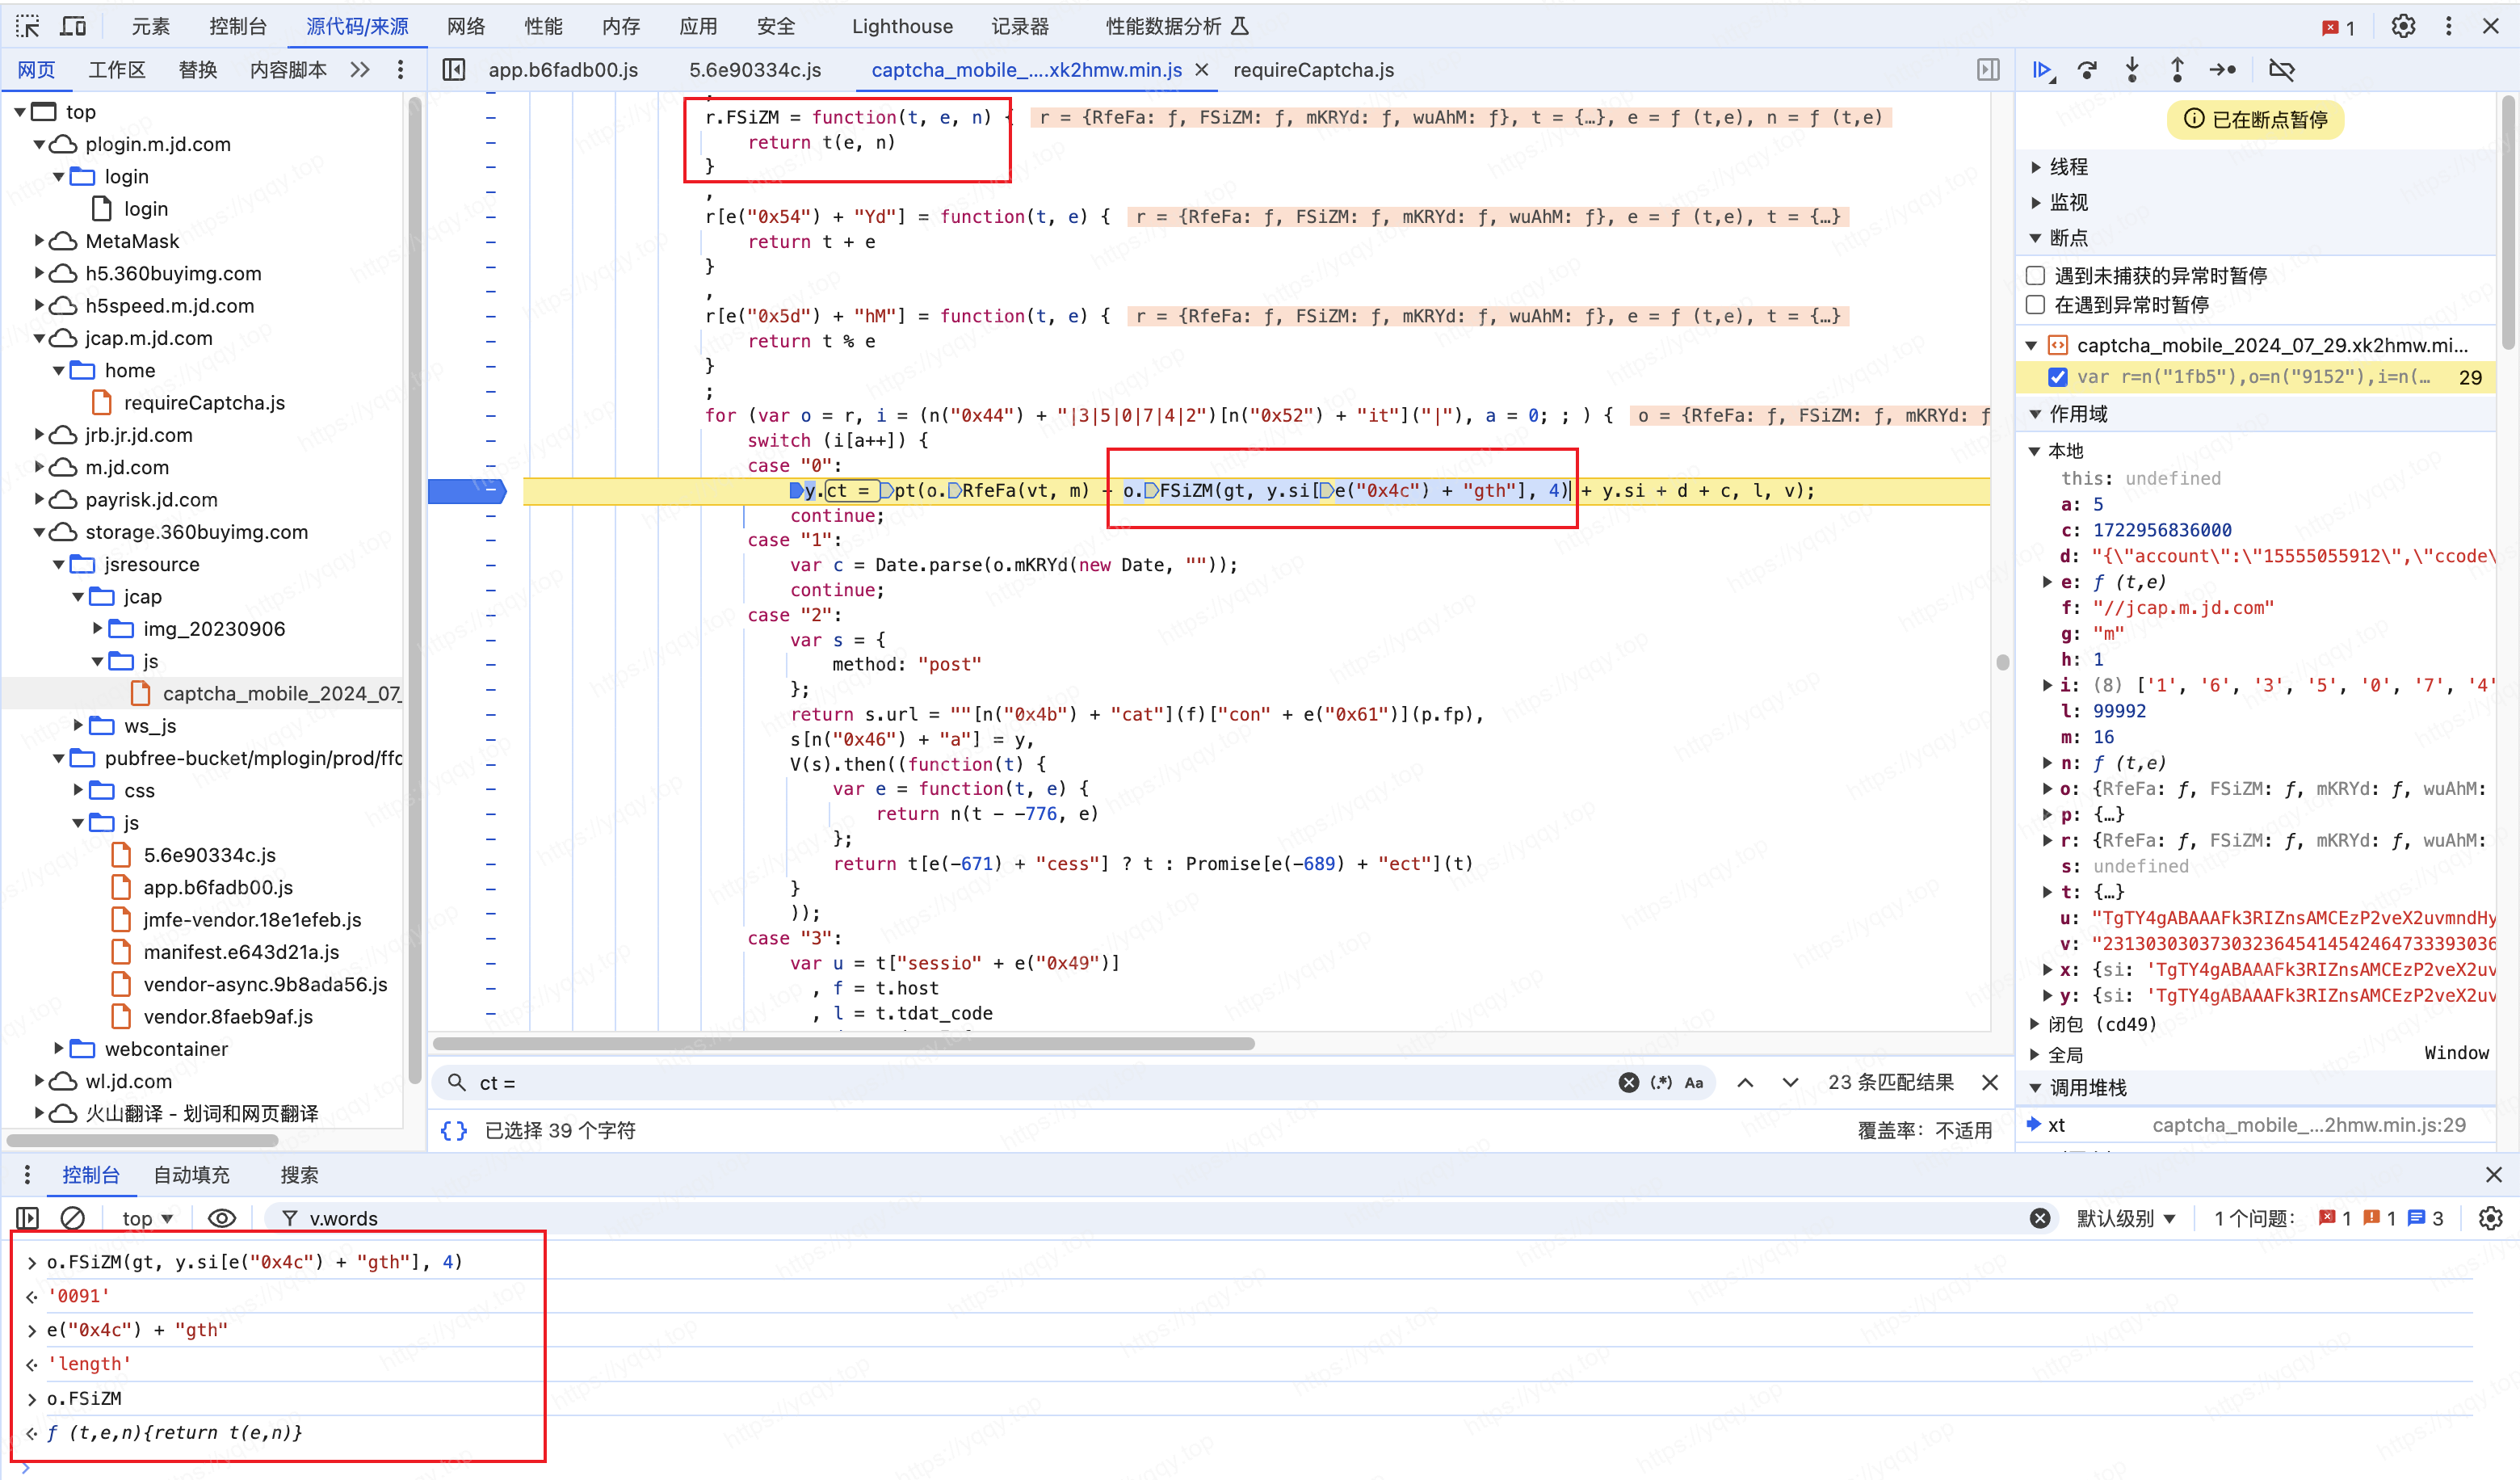 元素 控制台 源代码/来源 网络 性能 内存 应用 安全 Lighthouse 记录器 性能数据分析 1
网页 工作区 替换 内容脚本 app.b6fadb00.js 5.6e90334c.js captcha_mobile_....xk2hmw.min.js requireCaptcha.js
top
plogin.m.jd.com
login
login
MetaMask
h5.360buyimg.com
h5speed.m.jd.com
jcap.m.jd.com
home
requireCaptcha.js
jrb.jr.jd.com
m.jd.com
payrisk.jd.com
storage.360buyimg.com
jsresource
jcap
img_20230906
js
captcha_mobile_2024_07_
ws_js
pubfree-bucket/mplogin/prod/ffc
css
js
5.6e90334c.js
app.b6fadb00.js
jmfe-vendor.18e1efeb.js
manifest.e643d21a.js
vendor-async.9b8ada56.js
vendor.8faeb9af.js
webcontainer
wl.jd.com
火山翻译 - 划词和网页翻译
r.FSiZM = function(t, e, n) { r = {RfeFa: ƒ, FSiZM: ƒ, mKRYd: ƒ, wuAhM: ƒ}, t = {…}, e = ƒ (t,e), n = ƒ (t,e)
return t(e, n)
}
,
r[e("0x54") + "Yd"] = function(t, e) { r = {RfeFa: ƒ, FSiZM: ƒ, mKRYd: ƒ, wuAhM: ƒ}, e = ƒ (t,e), t = {…}
return t + e
}
,
r[e("0x5d") + "hM"] = function(t, e) { r = {RfeFa: ƒ, FSiZM: ƒ, mKRYd: ƒ, wuAhM: ƒ}, e = ƒ (t,e), t = {…}
return t % e
}
;
for (var o = r, i = (n("0x44") + "|3|5|0|7|4|2")[n("0x52") + "it"]("|"), a = 0; ; ) { o = {RfeFa: ƒ, FSiZM: ƒ, mKRYd: ƒ
switch (i[a++]) {
case "0":
y.ct = pt(o.RfeFa(vt, m) + o.FSiZM(gt, y.si[e("0x4c") + "gth"], 4) + y.si + d + c, l, v);
continue;
case "1":
var c = Date.parse(o.mKRYd(new Date, ""));
continue;
case "2":
var s = {
method: "post"
};
return s.url = ""[n("0x4b") + "cat"](f)["con" + e("0x61")](p.fp),
s[n("0x46") + "a"] = y,
V(s).then((function(t) {
var e = function(t, e) {
return n(t - -776, e)
};
return t[e(-671) + "cess"] ? t : Promise[e(-689) + "ect"](t)
}
));
case "3":
var u = t["sessio" + e("0x49")]
, f = t.host
, l = t.tdat_code
ct =
23 条匹配结果
{} 已选择 39 个字符 覆盖率：不适用
已在断点暂停
线程
监视
断点
遇到未捕获的异常时暂停
在遇到异常时暂停
captcha_mobile_2024_07_29.xk2hmw.mi...
var r=n("1fb5"),o=n("9152"),i=n(… 29
作用域
本地
this: undefined
a: 5
c: 1722956836000
d: "{\"account\":\"15555055912\",\"ccode\
e: ƒ (t,e)
f: "//jcap.m.jd.com"
g: "m"
h: 1
i: (8) ['1', '6', '3', '5', '0', '7', '4'
l: 99992
m: 16
n: ƒ (t,e)
o: {RfeFa: ƒ, FSiZM: ƒ, mKRYd: ƒ, wuAhM:
p: {…}
r: {RfeFa: ƒ, FSiZM: ƒ, mKRYd: ƒ, wuAhM:
s: undefined
t: {…}
u: "TgTY4gABAAAFk3RIZnsAMCEzP2veX2uvmndHy
v: "2313030303730323645414542464733393036
x: {si: 'TgTY4gABAAAFk3RIZnsAMCEzP2veX2uv
y: {si: 'TgTY4gABAAAFk3RIZnsAMCEzP2veX2uv
闭包 (cd49)
全局 Window
调用堆栈
xt captcha_mobile_...2hmw.min.js:29
控制台 自动填充 搜索
top v.words 默认级别 1 个问题： 1 1 3
o.FSiZM(gt, y.si[e("0x4c") + "gth"], 4)
'0091'
e("0x4c") + "gth"
'length'
o.FSiZM
ƒ (t,e,n){return t(e,n)}
https://yqqy.top